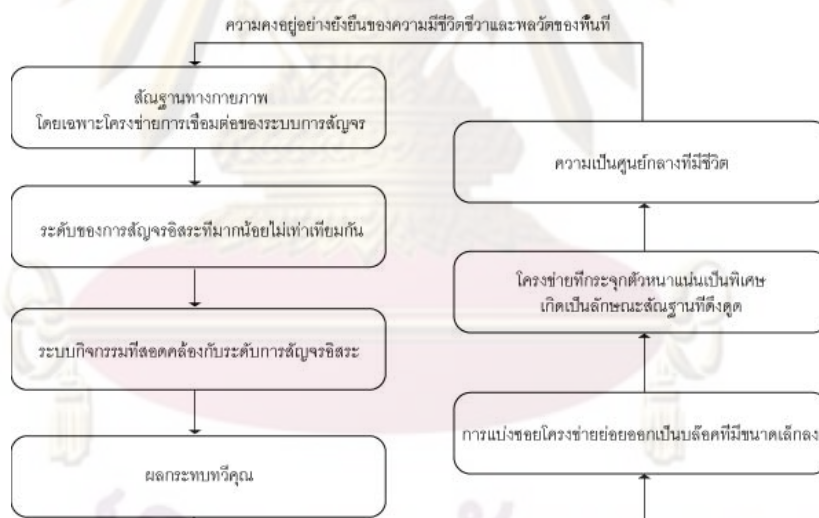 ความคงอยู่อย่างยั่งยืนของความมีชีวิตชีวาและพลวัตของพื้นที่
สัณฐานทางกายภาพ
โดยเฉพาะโครงข่ายการเชื่อมต่อของระบบการสัญจร
ระดับของการสัญจรอิสระที่มากน้อยไม่เท่าเทียมกัน
ระบบกิจกรรมที่สอดคล้องกับระดับการสัญจรอิสระ
ผลกระทบทวีคูณ
ความเป็นศูนย์กลางที่มีชีวิต
โครงข่ายที่กระจุกตัวหนาแน่นเป็นพิเศษ
เกิดเป็นลักษณะสัณฐานที่ดึงดูด
การแบ่งซอยโครงข่ายย่อยออกเป็นบล๊อคที่มีขนาดเล็กลง